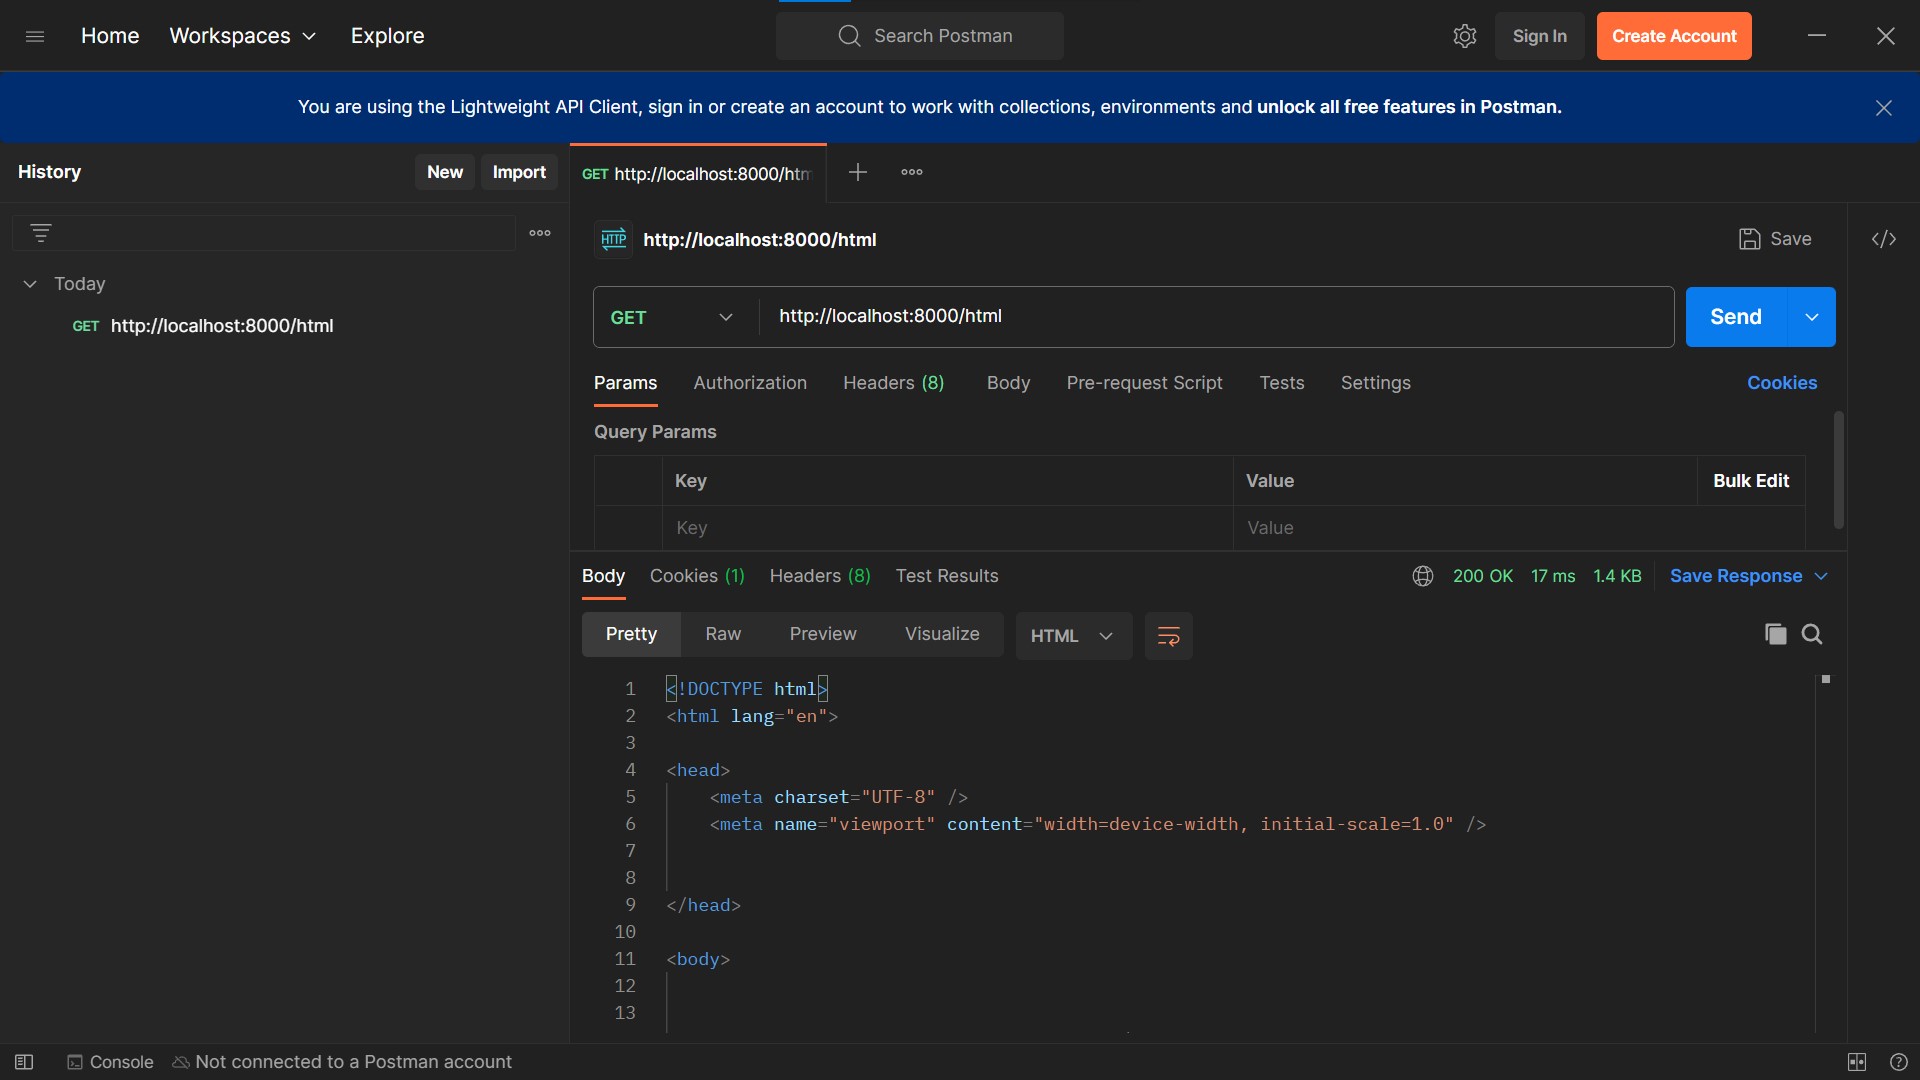 Home Workspaces Explore Search Postman Sign In Create Account
You are using the Lightweight API Client, sign in or create an account to work with collections, environments and unlock all free features in Postman.
History New Import
Today
GET http://localhost:8000/html
GET http://localhost:8000/htm
HTTP http://localhost:8000/html Save </>
GET http://localhost:8000/html Send
Params Authorization Headers (8) Body Pre-request Script Tests Settings Cookies
Query Params
Key Value Bulk Edit
Key Value
Body Cookies (1) Headers (8) Test Results 200 OK 17 ms 1.4 KB Save Response
Pretty Raw Preview Visualize HTML
1 <!DOCTYPE html>
2 <html lang="en">
3
4 <head>
5 <meta charset="UTF-8" />
6 <meta name="viewport" content="width=device-width, initial-scale=1.0" />
7
8
9 </head>
10
11 <body>
12
13
Console Not connected to a Postman account